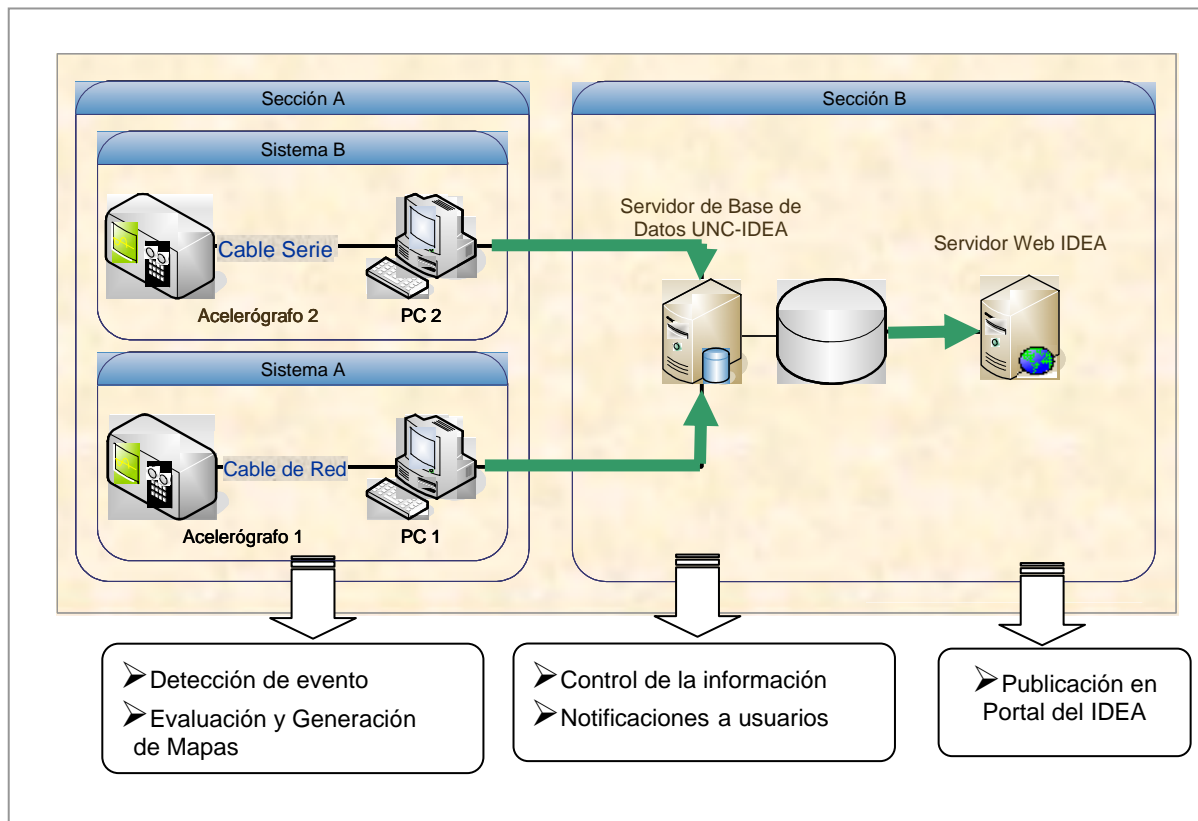 Sección A
Sistema B
Cable Serie
Acelerógrafo 2
PC 2
Sistema A
Cable de Red
Acelerógrafo 1
PC 1
Sección B
Servidor de Base de
Datos UNC-IDEA
Servidor Web IDEA
➢Detección de evento
➢Evaluación y Generación
de Mapas
➢Control de la información
➢Notificaciones a usuarios
➢Publicación en
Portal del IDEA